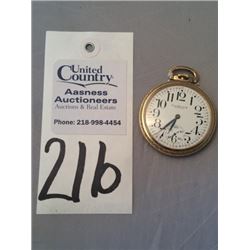 United
Country
Aasness
Auctioneers
Auctions & Real Estate
Phone: 218-998-4454
216